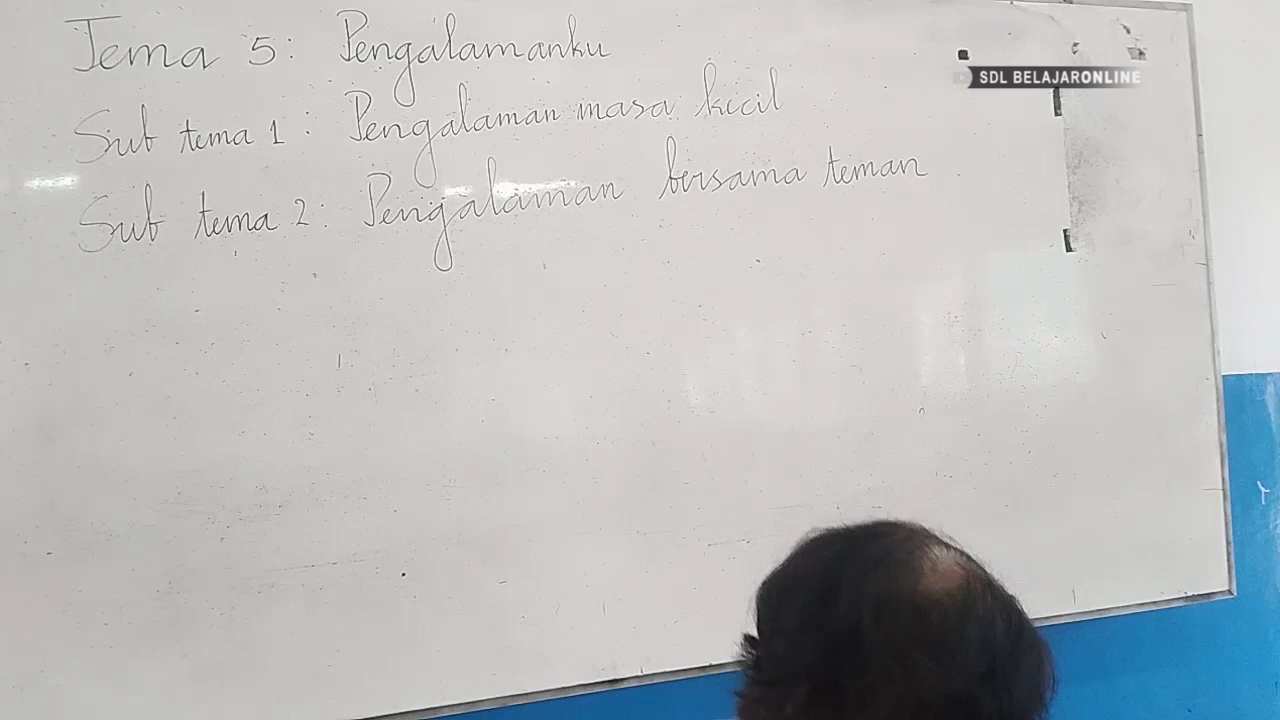 Tema 5: Pengalamanku
SDL BELAJARONLINE
Sub tema 1: Pengalaman masa kecil
Sub tema 2: Pengalaman bersama teman